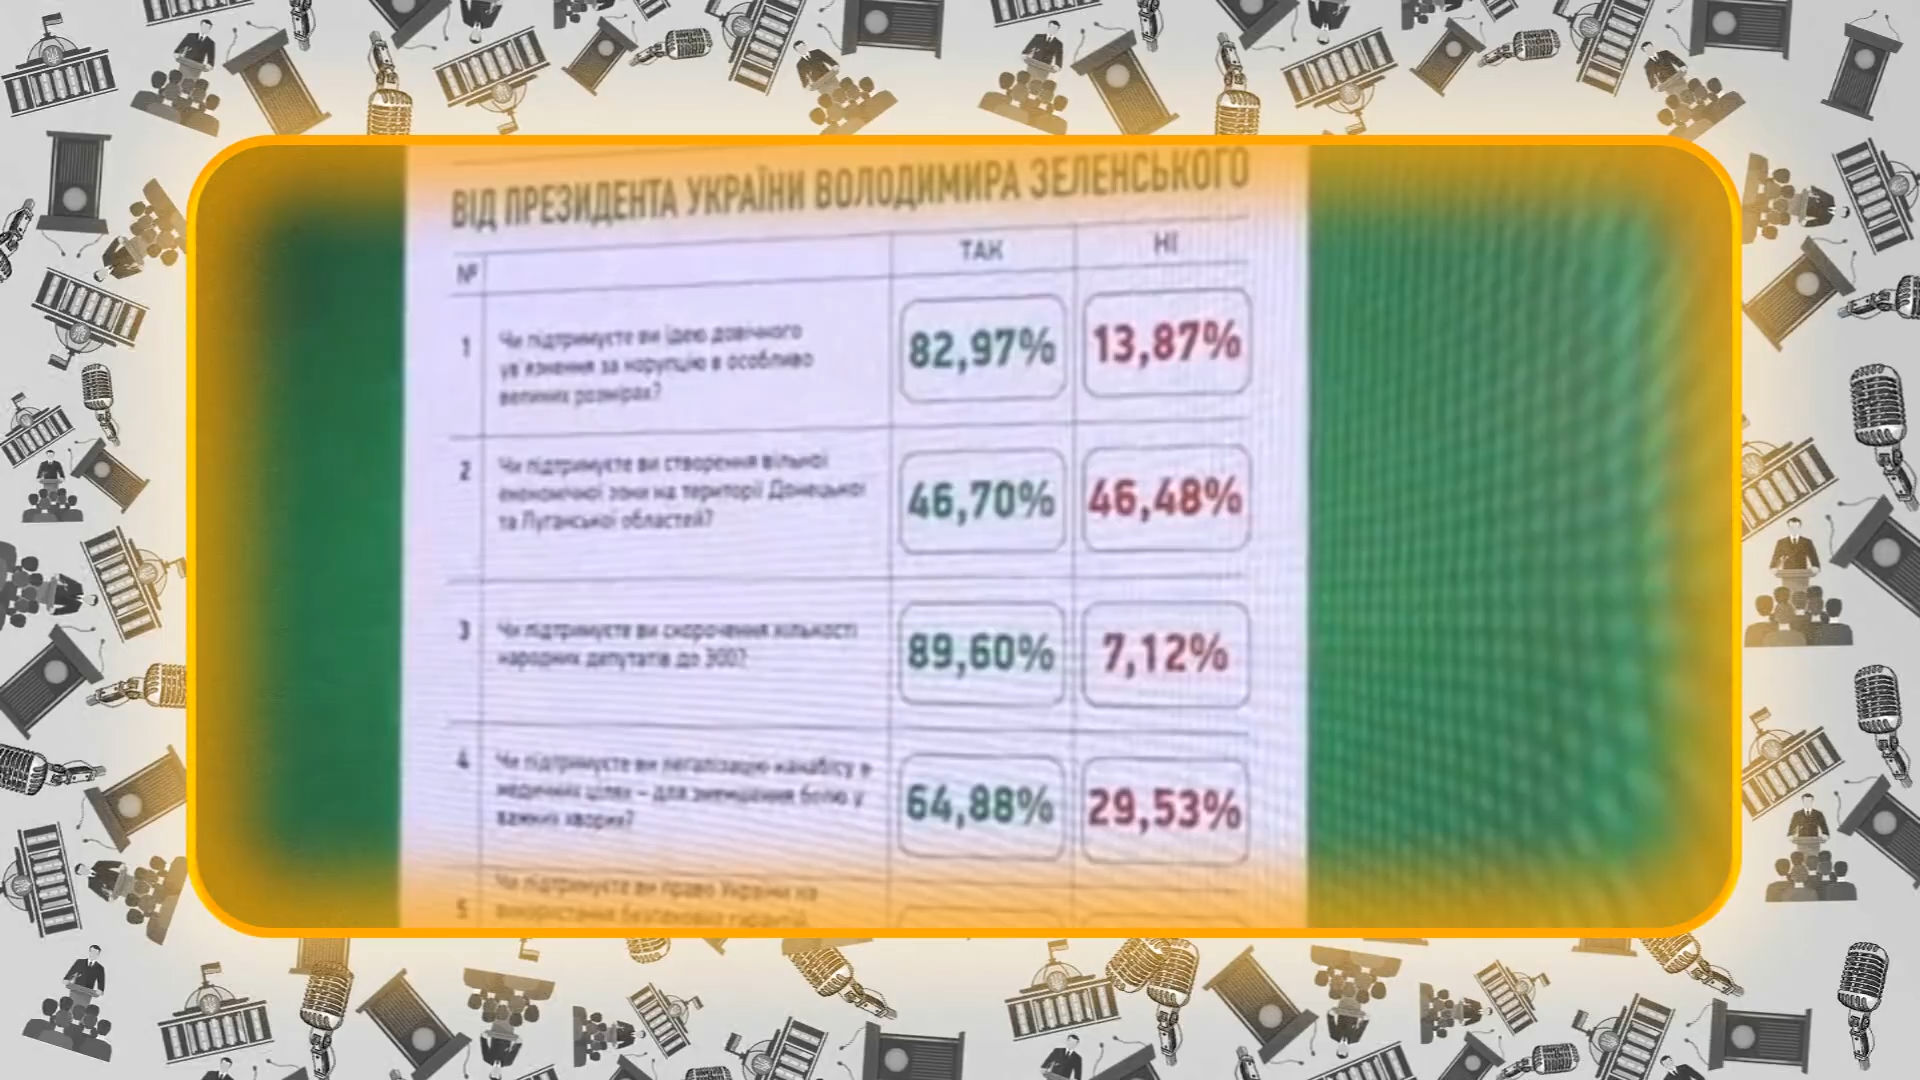 ВІД ПРЕЗИДЕНТА УКРАЇНИ ВОЛОДИМИРА ЗЕЛЕНСЬКОГО
№ ТАК НІ
1 Чи підтримуєте ви ідею довічного
ув'язнення за корупцію в особливо
великих розмірах?
82,97% 13,87%
2 Чи підтримуєте ви створення вільної
економічної зони на території Донецької
та Луганської областей?
46,70% 46,48%
3 Чи підтримуєте ви скорочення кількості
народних депутатів до 300?
89,60% 7,12%
4 Чи підтримуєте ви легалізацію канабісу в
медичних цілях – для зменшення болю у
важких хворих?
64,88% 29,53%
5 Чи підтримуєте ви право України на
використання безпекових гарантій,